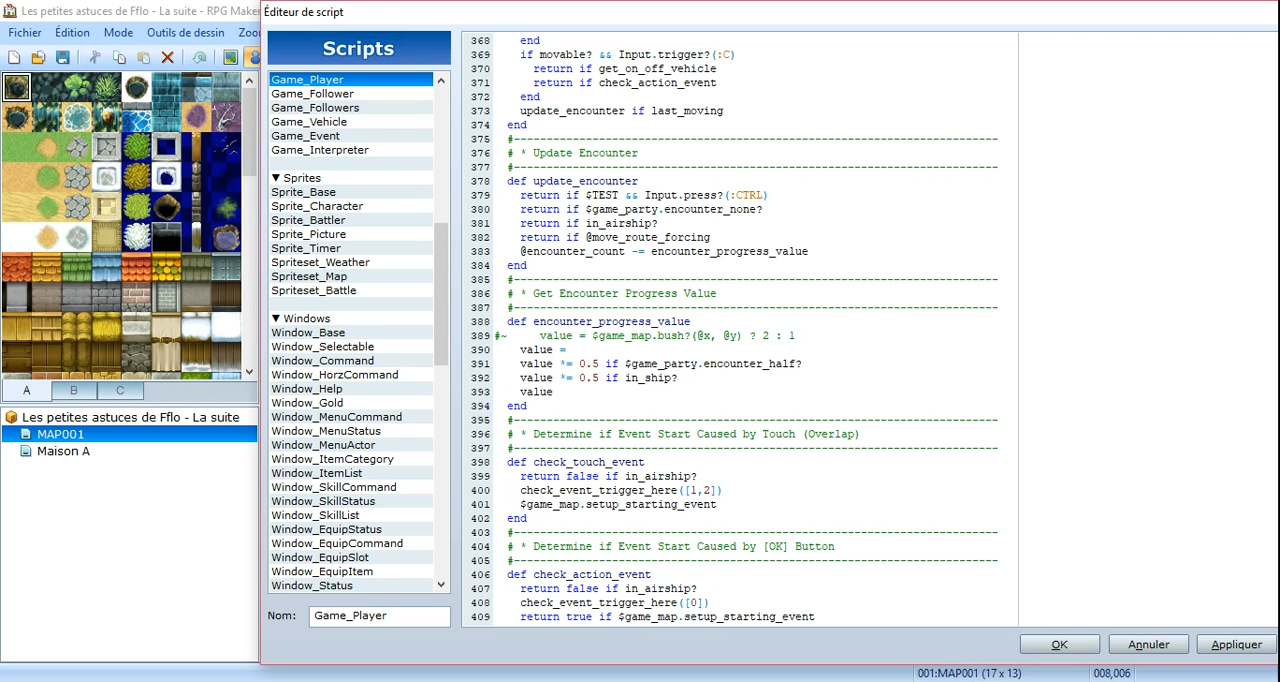 Les petites astuces de Fflo - La suite - RPG Maker
Fichier Édition Mode Outils de dessin Zoo
A B C
Les petites astuces de Fflo - La suite
MAP001
Maison A
Éditeur de script
Scripts
Game_Player
Game_Follower
Game_Followers
Game_Vehicle
Game_Event
Game_Interpreter
▼ Sprites
Sprite_Base
Sprite_Character
Sprite_Battler
Sprite_Picture
Sprite_Timer
Spriteset_Weather
Spriteset_Map
Spriteset_Battle
▼ Windows
Window_Base
Window_Selectable
Window_Command
Window_HorzCommand
Window_Help
Window_Gold
Window_MenuCommand
Window_MenuStatus
Window_MenuActor
Window_ItemCategory
Window_ItemList
Window_SkillCommand
Window_SkillStatus
Window_SkillList
Window_EquipStatus
Window_EquipCommand
Window_EquipSlot
Window_EquipItem
Window_Status
Nom: Game_Player
368 end
369 if movable? && Input.trigger?(:C)
370 return if get_on_off_vehicle
371 return if check_action_event
372 end
373 update_encounter if last_moving
374 end
375 #--------------------------------------------------------------------------
376 # * Update Encounter
377 #--------------------------------------------------------------------------
378 def update_encounter
379 return if $TEST && Input.press?(:CTRL)
380 return if $game_party.encounter_none?
381 return if in_airship?
382 return if @move_route_forcing
383 @encounter_count -= encounter_progress_value
384 end
385 #--------------------------------------------------------------------------
386 # * Get Encounter Progress Value
387 #--------------------------------------------------------------------------
388 def encounter_progress_value
389 #~ value = $game_map.bush?(@x, @y) ? 2 : 1
390 value =
391 value *= 0.5 if $game_party.encounter_half?
392 value *= 0.5 if in_ship?
393 value
394 end
395 #--------------------------------------------------------------------------
396 # * Determine if Event Start Caused by Touch (Overlap)
397 #--------------------------------------------------------------------------
398 def check_touch_event
399 return false if in_airship?
400 check_event_trigger_here([1,2])
401 $game_map.setup_starting_event
402 end
403 #--------------------------------------------------------------------------
404 # * Determine if Event Start Caused by [OK] Button
405 #--------------------------------------------------------------------------
406 def check_action_event
407 return false if in_airship?
408 check_event_trigger_here([0])
409 return true if $game_map.setup_starting_event
OK Annuler Appliquer
001:MAP001 (17 x 13) 008,006